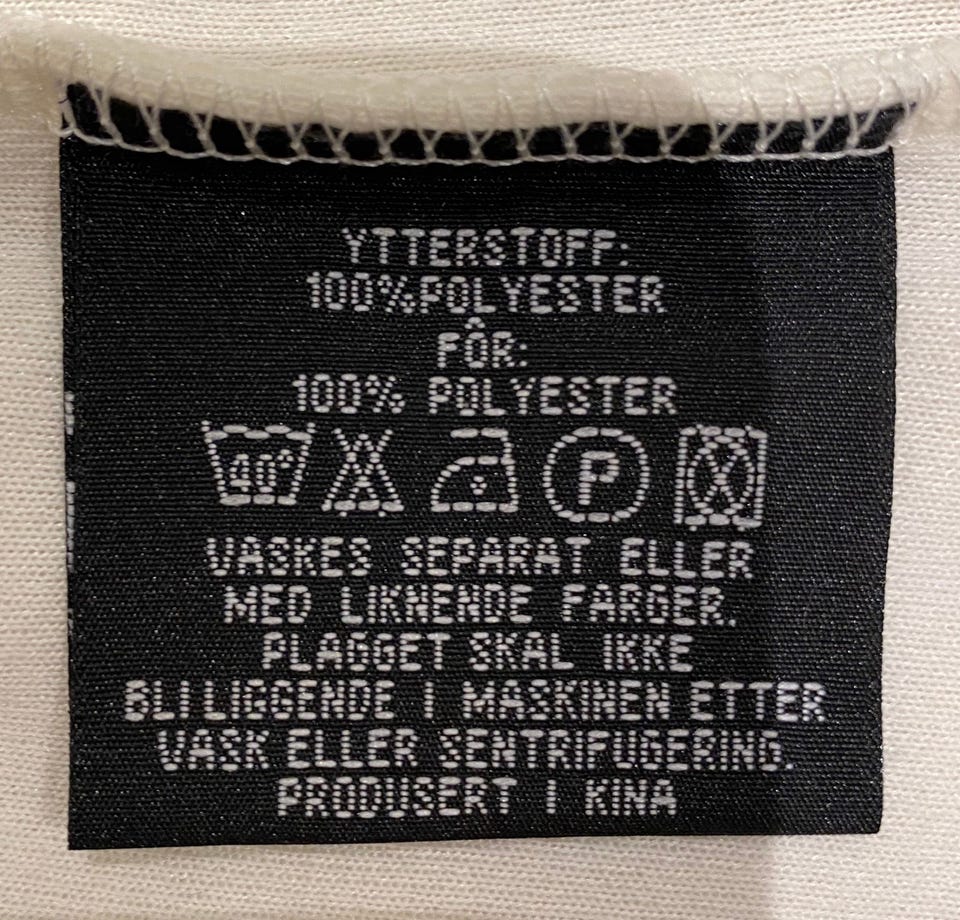 YTTERSTOFF:
100%POLYESTER
FÔR:
100% POLYESTER
40° P
VASKES SEPARAT ELLER
MED LIKNENDE FARGER.
PLAGGET SKAL IKKE
BLI LIGGENDE I MASKINEN ETTER
VASK ELLER SENTRIFUGERING.
PRODUSERT I KINA